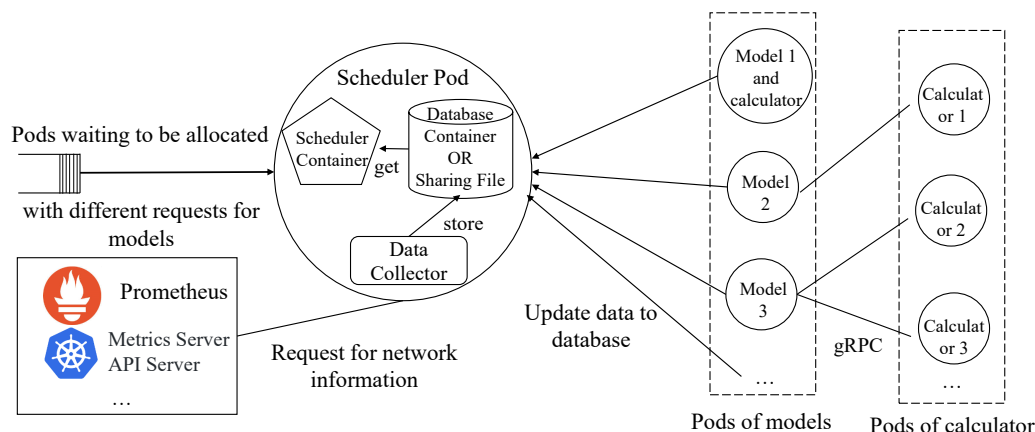 Pods waiting to be allocated
with different requests for
models
Scheduler Pod
Scheduler
Container
get
Database
Container
OR
Sharing File
store
Data
Collector
Prometheus
Metrics Server
API Server
…
Request for network
information
Update data to
database
Model 1
and
calculator
Model
2
Model
3
…
Pods of models
gRPC
Calculat
or 1
Calculat
or 2
Calculat
or 3
…
Pods of calculator